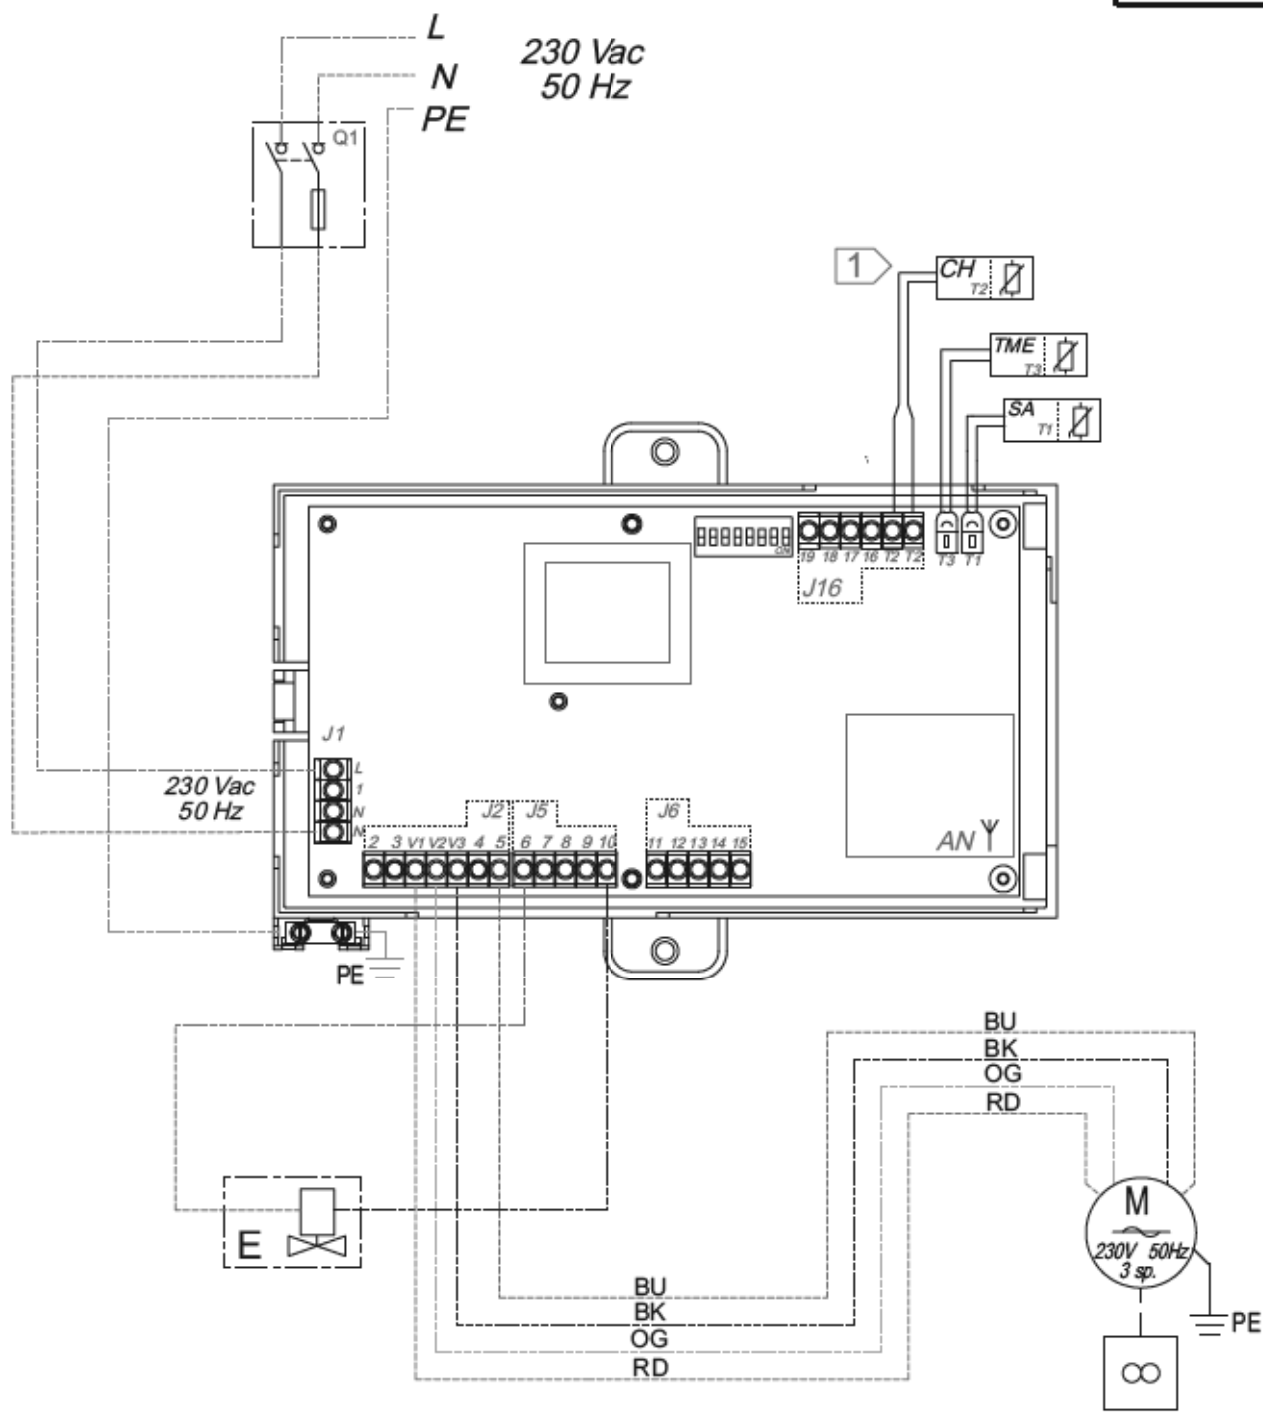 L
230 Vac
N
50 Hz
PE
Q1
1
CH
T2
TME
T3
SA
T1
ON
19 18 17 16 T2 T2 T3 T1
J16
J1
L
1
N
N
230 Vac
50 Hz
J2 J5 J6
2 3 V1 V2 V3 4 5 6 7 8 9 10 11 12 13 14 15
AN
PE
BU
BK
OG
RD
M
230V 50Hz
3 sp.
E
BU
BK
OG
RD
PE